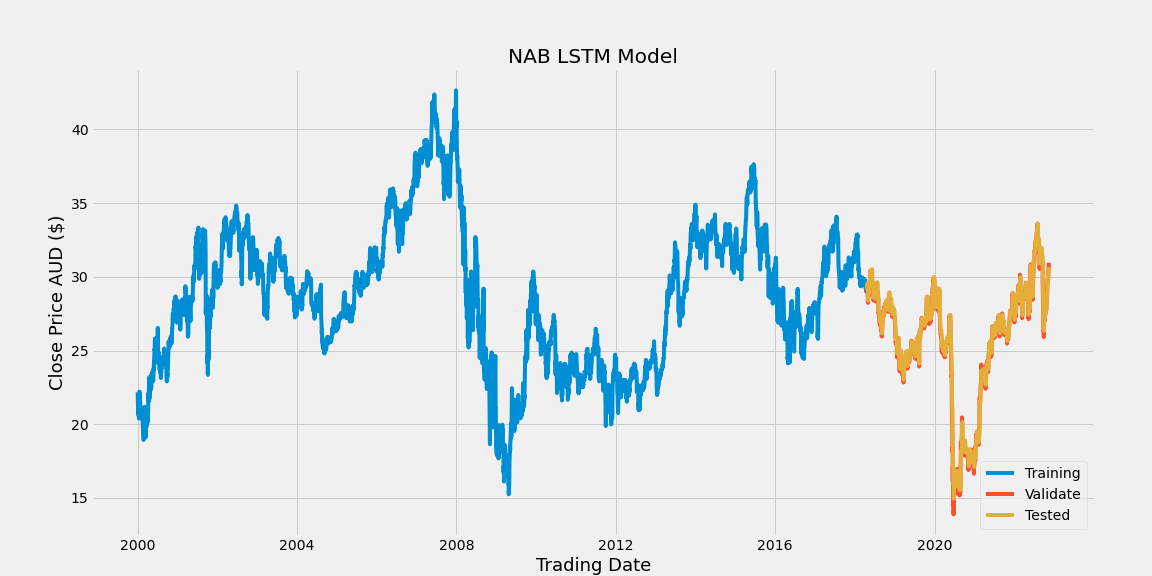 NAB LSTM Model
Close Price AUD ($)
40
35
30
25
20
15
2000 2004 2008 2012 2016 2020
Trading Date
Training
Validate
Tested